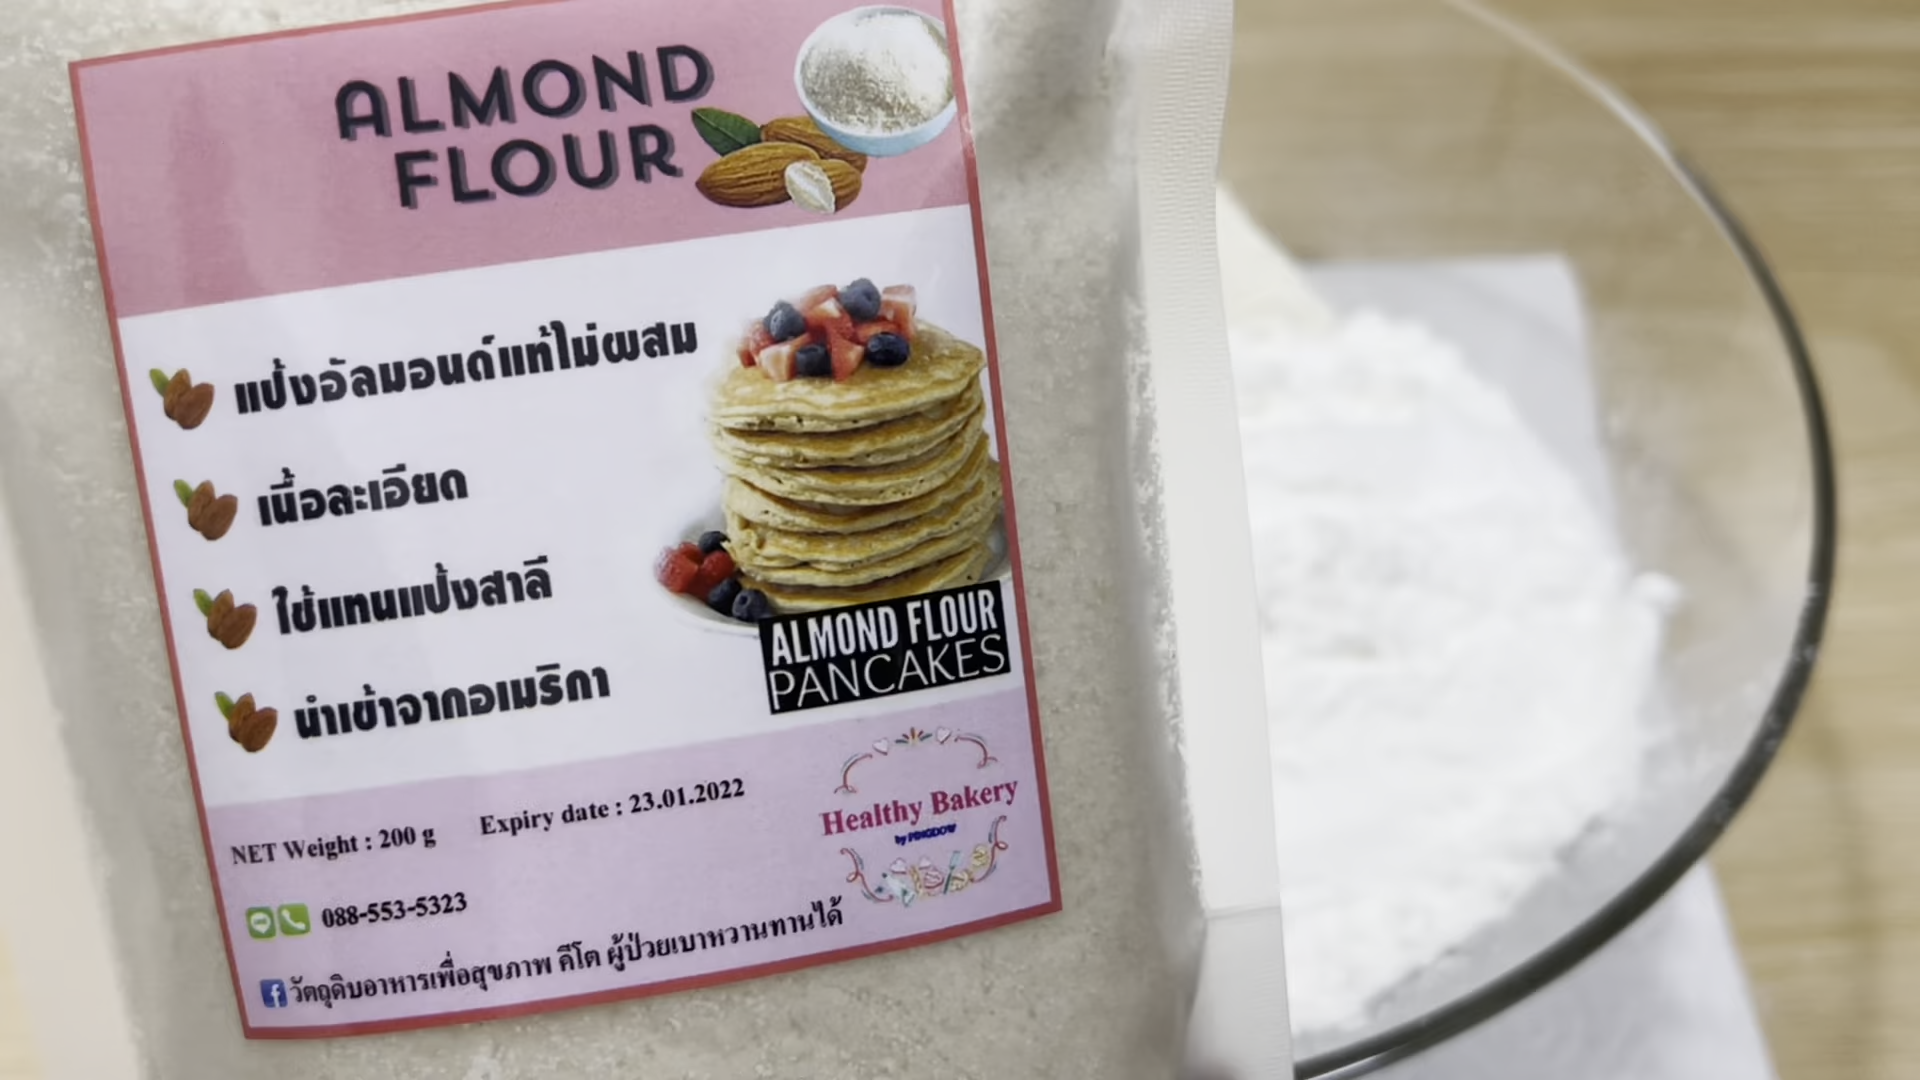 ALMOND
FLOUR
แป้งอัลมอนด์แท้ไม่ผสม
เนื้อละเอียด
ใช้แทนแป้งสาลี
นำเข้าจากอเมริกา
ALMOND FLOUR
PANCAKES
NET Weight : 200 g
Expiry date : 23.01.2022
Healthy Bakery
by
088-553-5323
วัตถุดิบอาหารเพื่อสุขภาพ คีโต ผู้ป่วยเบาหวานทานได้